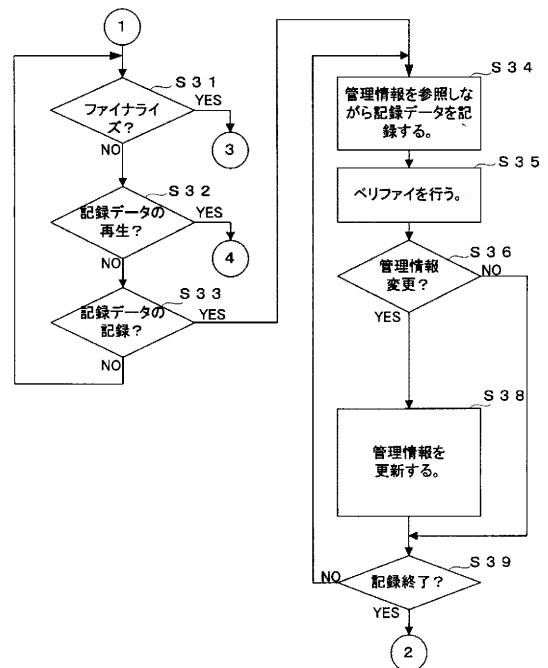 1
S31
ファイナライ
ズ?
YES
3
NO
S32
記録データの
再生?
YES
4
NO
S33
記録データの
記録?
YES
NO
S34
管理情報を参照しな
がら記録データを記
録する。
S35
ベリファイを行う。
S36
管理情報
変更?
NO
YES
S38
管理情報を
更新する。
S39
記録終了?
NO
YES
2